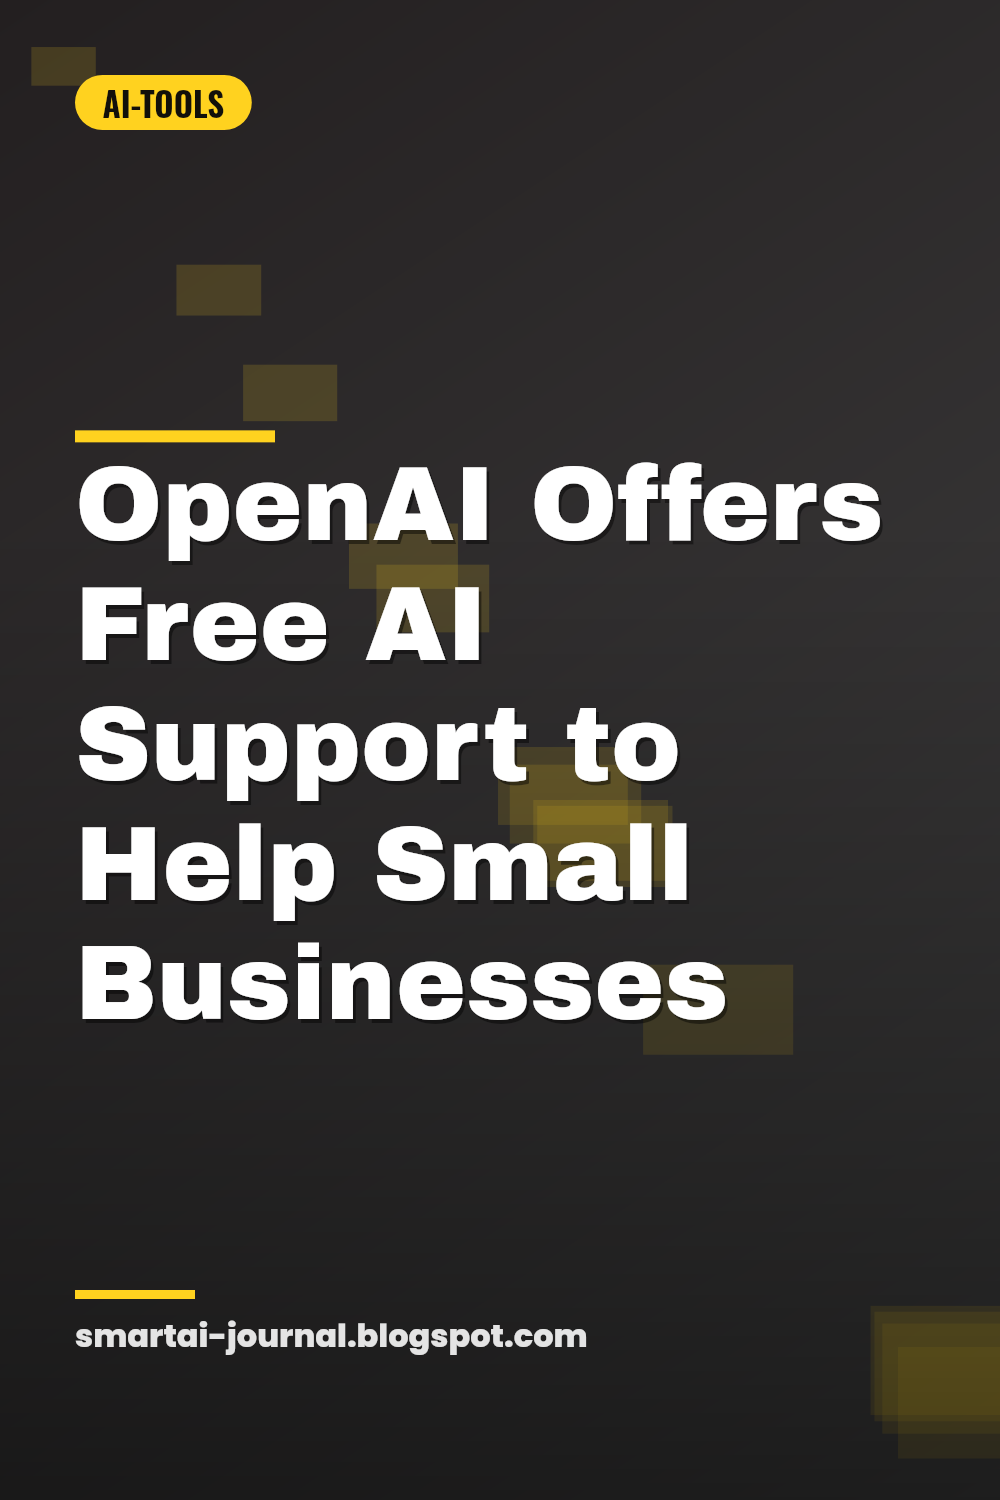 AI-TOOLS
OpenAI Offers
Free AI
Support to
Help Small
Businesses
smartai-journal.blogspot.com